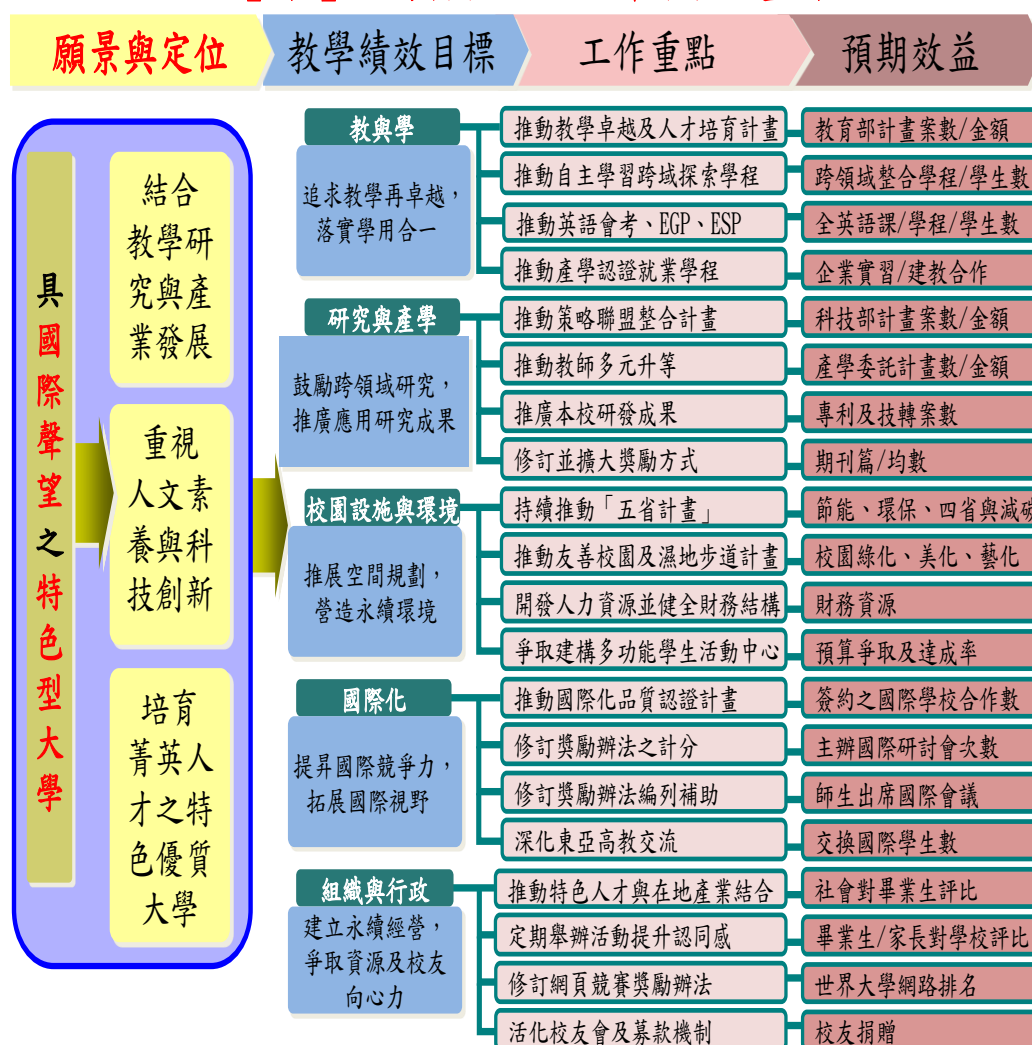 願景與定位
教學績效目標
工作重點
預期效益
具國際聲望之特色型大學
結合
教學研
究與產
業發展
重視
人文素
養與科
技創新
培育
菁英人
才之特
色優質
大學
教與學
追求教學再卓越，
落實學用合一
推動教學卓越及人才培育計畫
教育部計畫案數/金額
推動自主學習跨域探索學程
跨領域整合學程/學生數
推動英語會考、EGP、ESP
全英語課/學程/學生數
推動產學認證就業學程
企業實習/建教合作
研究與產學
鼓勵跨領域研究，
推廣應用研究成果
推動策略聯盟整合計畫
科技部計畫案數/金額
推動教師多元升等
產學委託計畫數/金額
推廣本校研發成果
專利及技轉案數
修訂並擴大獎勵方式
期刊篇/均數
校園設施與環境
推展空間規劃，
營造永續環境
持續推動「五省計畫」
節能、環保、四省與減碳
推動友善校園及濕地步道計畫
校園綠化、美化、藝化
開發人力資源並健全財務結構
財務資源
爭取建構多功能學生活動中心
預算爭取及達成率
國際化
提昇國際競爭力，
拓展國際視野
推動國際化品質認證計畫
簽約之國際學校合作數
修訂獎勵辦法之計分
主辦國際研討會次數
修訂獎勵辦法編列補助
師生出席國際會議
深化東亞高教交流
交換國際學生數
組織與行政
建立永續經營，
爭取資源及校友
向心力
推動特色人才與在地產業結合
社會對畢業生評比
定期舉辦活動提升認同感
畢業生/家長對學校評比
修訂網頁競賽獎勵辦法
世界大學網路排名
活化校友會及募款機制
校友捐贈